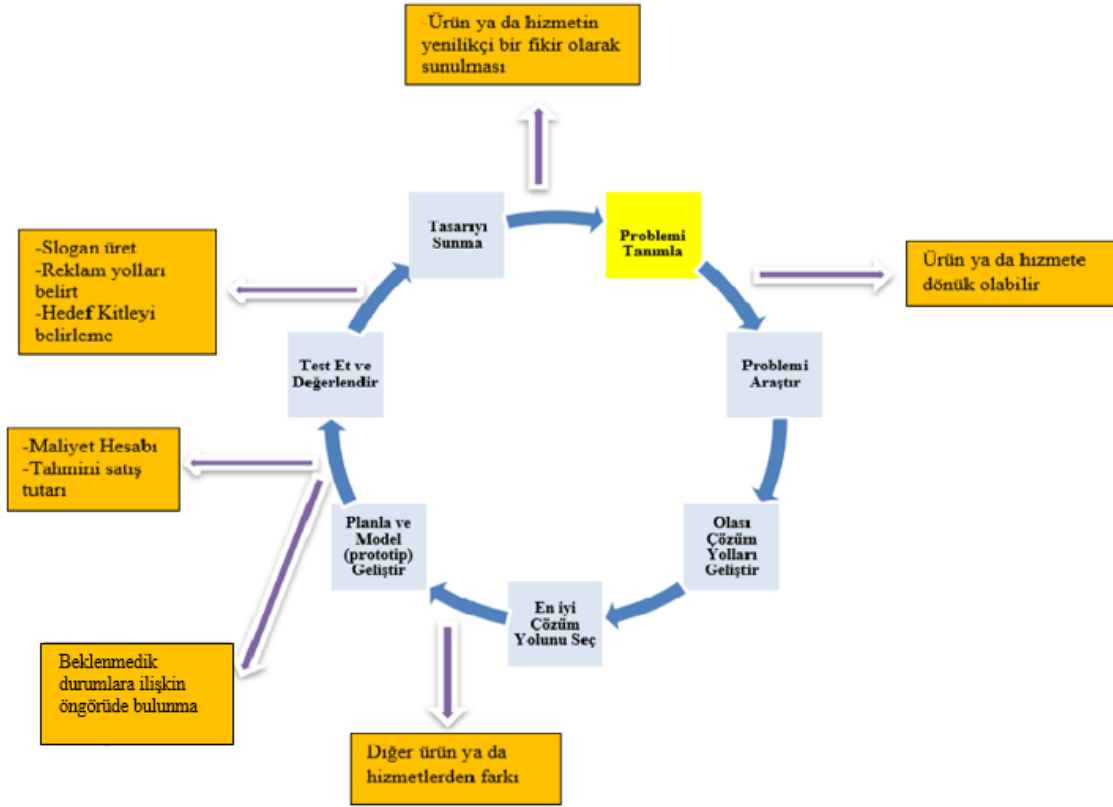 -Ürün ya da hizmetin
yenilikçi bir fikir olarak
sunulması
Tasarıyı
Sunma
Problemi
Tanımla
Ürün ya da hizmete
dönük olabilir
Problemi
Araştır
Olası
Çözüm
Yolları
Geliştir
En iyi
Çözüm
Yolunu Seç
Diğer ürün ya da
hizmetlerden farkı
Planla ve
Model
(prototip)
Geliştir
-Maliyet Hesabı
-Tahmini satış
tutarı
Beklenmedik
durumlara ilişkin
öngörüde bulunma
Test Et ve
Değerlendir
-Slogan üret
-Reklam yolları
belirt
-Hedef Kitleyi
belirleme